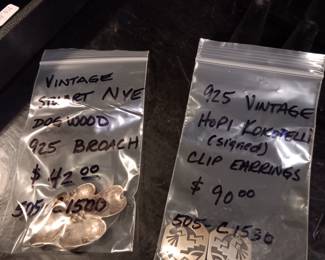 VINTAGE
STUART NYE
DOGWOOD
925 BROACH
$ 42.00
505-C1500
925 VINTAGE
HOPI KOKOPELLI
(signed)
CLIP EARRINGS
$ 90.00
505-C1530